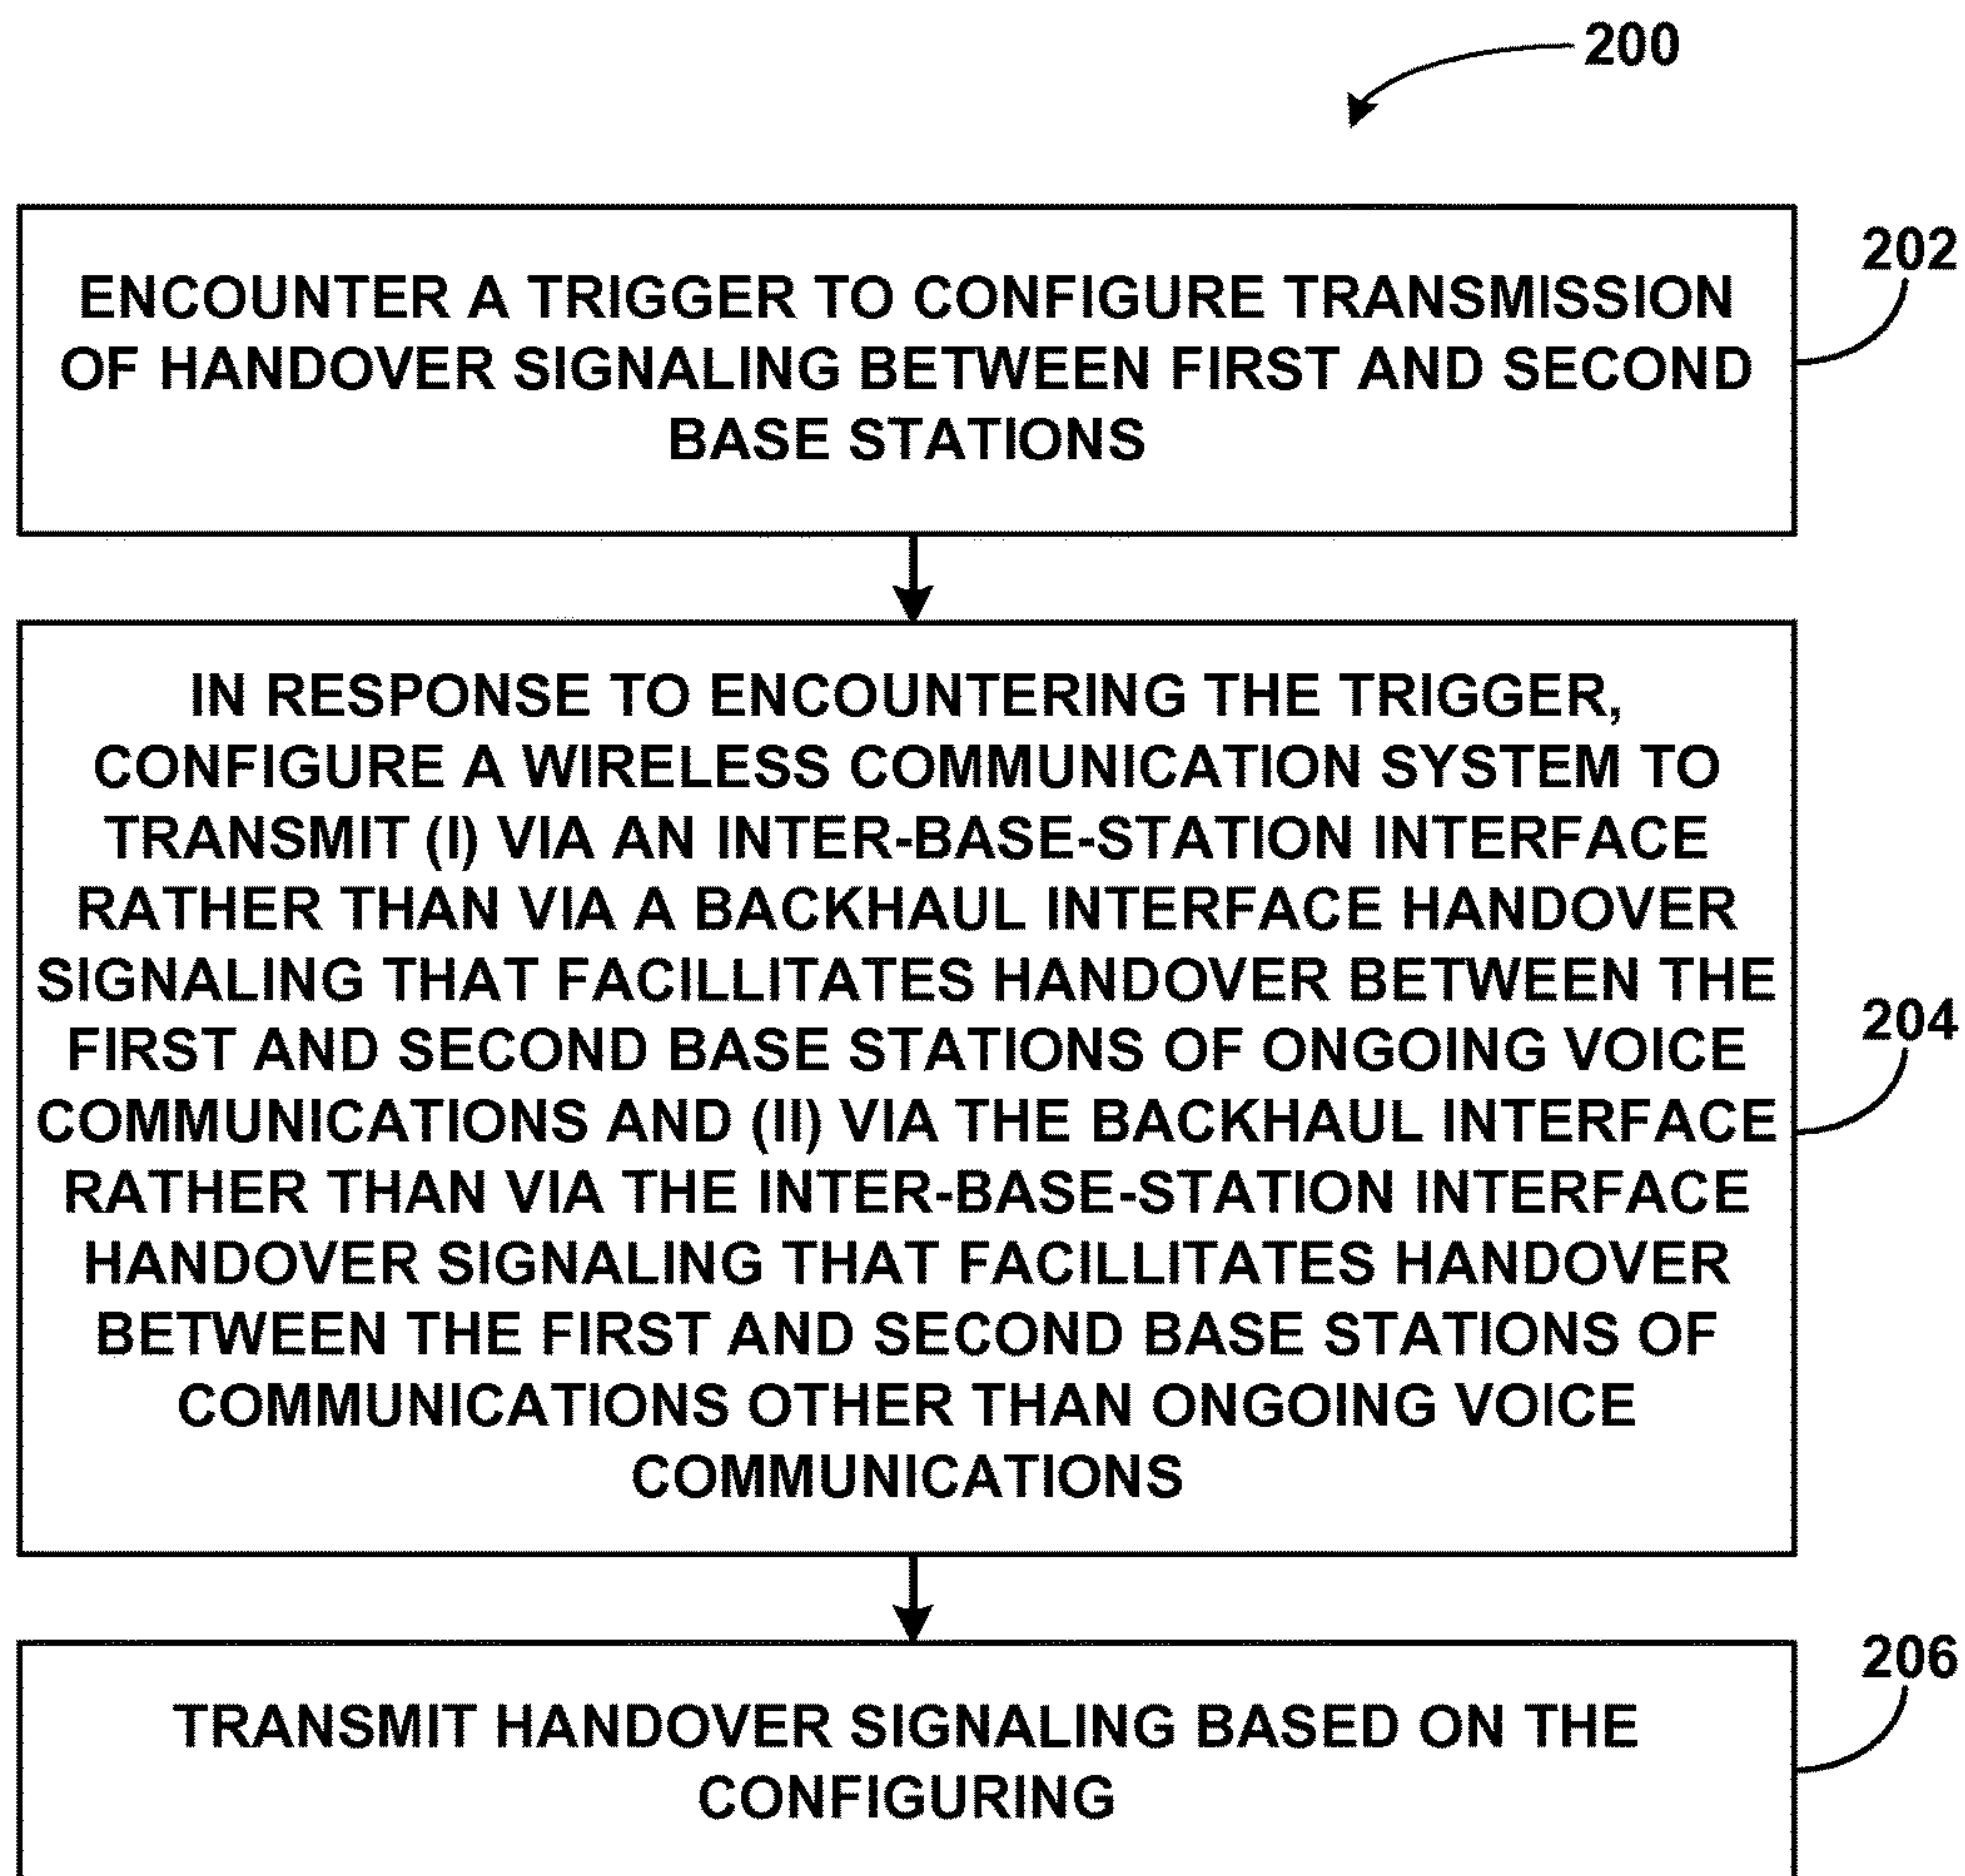 200
202
ENCOUNTER A TRIGGER TO CONFIGURE TRANSMISSION
OF HANDOVER SIGNALING BETWEEN FIRST AND SECOND
BASE STATIONS
IN RESPONSE TO ENCOUNTERING THE TRIGGER,
CONFIGURE A WIRELESS COMMUNICATION SYSTEM TO
TRANSMIT (I) VIA AN INTER-BASE-STATION INTERFACE
RATHER THAN VIA A BACKHAUL INTERFACE HANDOVER
SIGNALING THAT FACILLITATES HANDOVER BETWEEN THE
FIRST AND SECOND BASE STATIONS OF ONGOING VOICE
COMMUNICATIONS AND (II) VIA THE BACKHAUL INTERFACE
RATHER THAN VIA THE INTER-BASE-STATION INTERFACE
HANDOVER SIGNALING THAT FACILLITATES HANDOVER
BETWEEN THE FIRST AND SECOND BASE STATIONS OF
COMMUNICATIONS OTHER THAN ONGOING VOICE
COMMUNICATIONS
204
206
TRANSMIT HANDOVER SIGNALING BASED ON THE
CONFIGURING